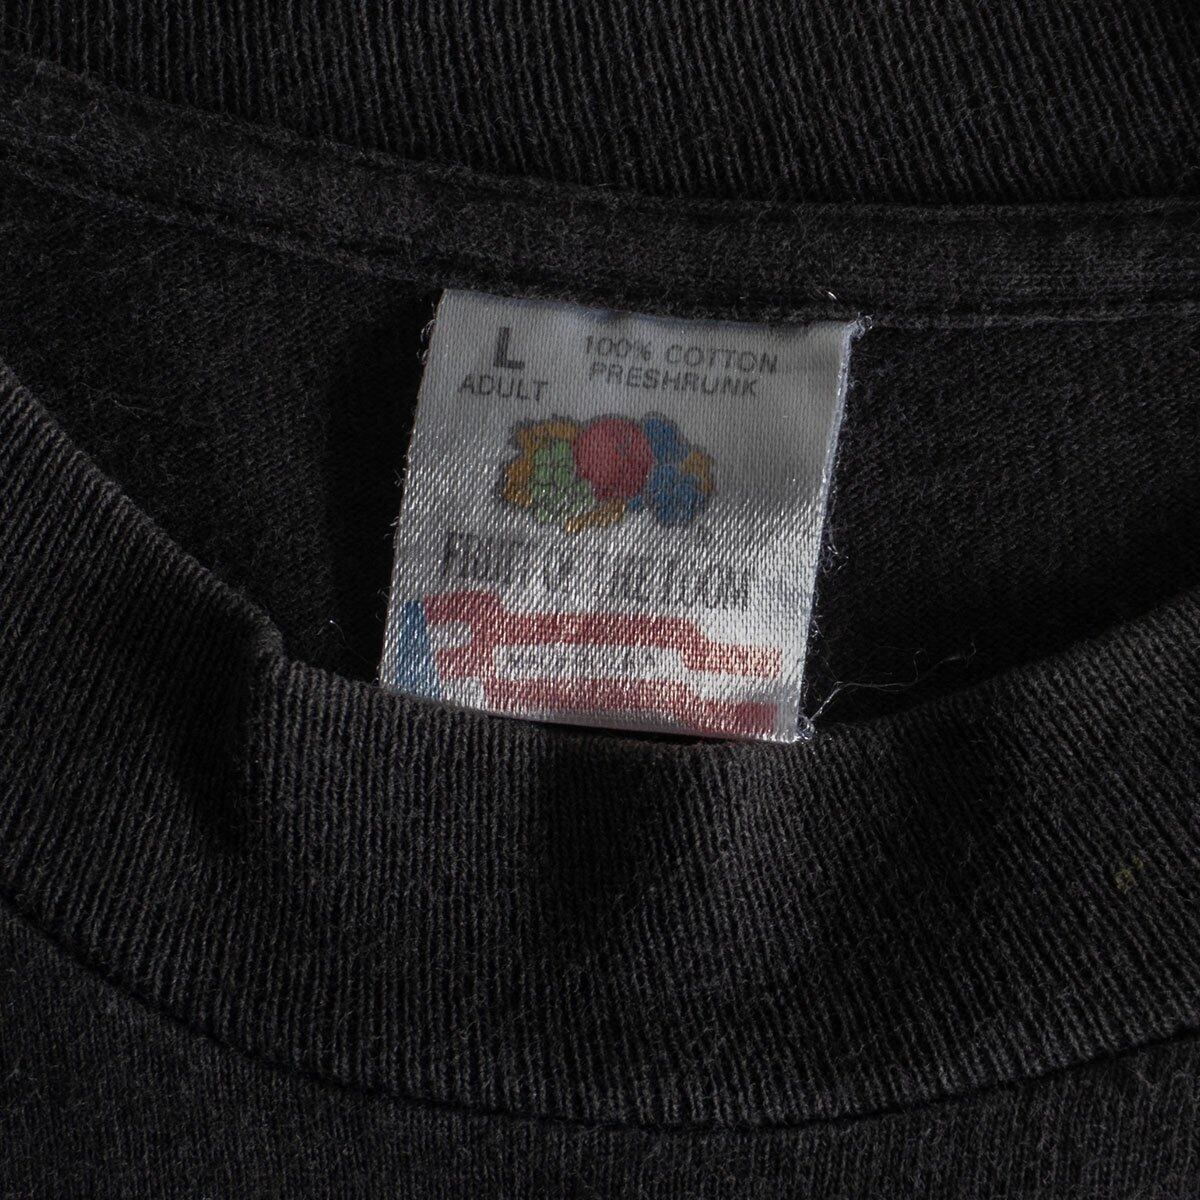 L
ADULT
100% COTTON
PRESHRUNK
FRUIT OF THE LOOM